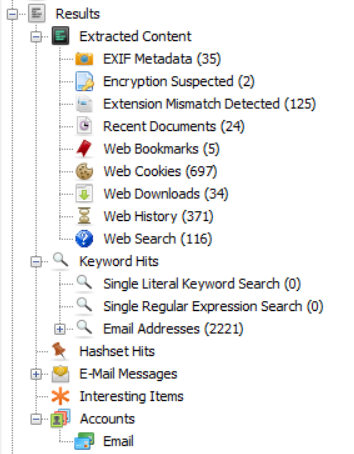 Results
Extracted Content
EXIF Metadata (35)
Encryption Suspected (2)
Extension Mismatch Detected (125)
Recent Documents (24)
Web Bookmarks (5)
Web Cookies (697)
Web Downloads (34)
Web History (371)
Web Search (116)
Keyword Hits
Single Literal Keyword Search (0)
Single Regular Expression Search (0)
Email Addresses (2221)
Hashset Hits
E-Mail Messages
Interesting Items
Accounts
Email